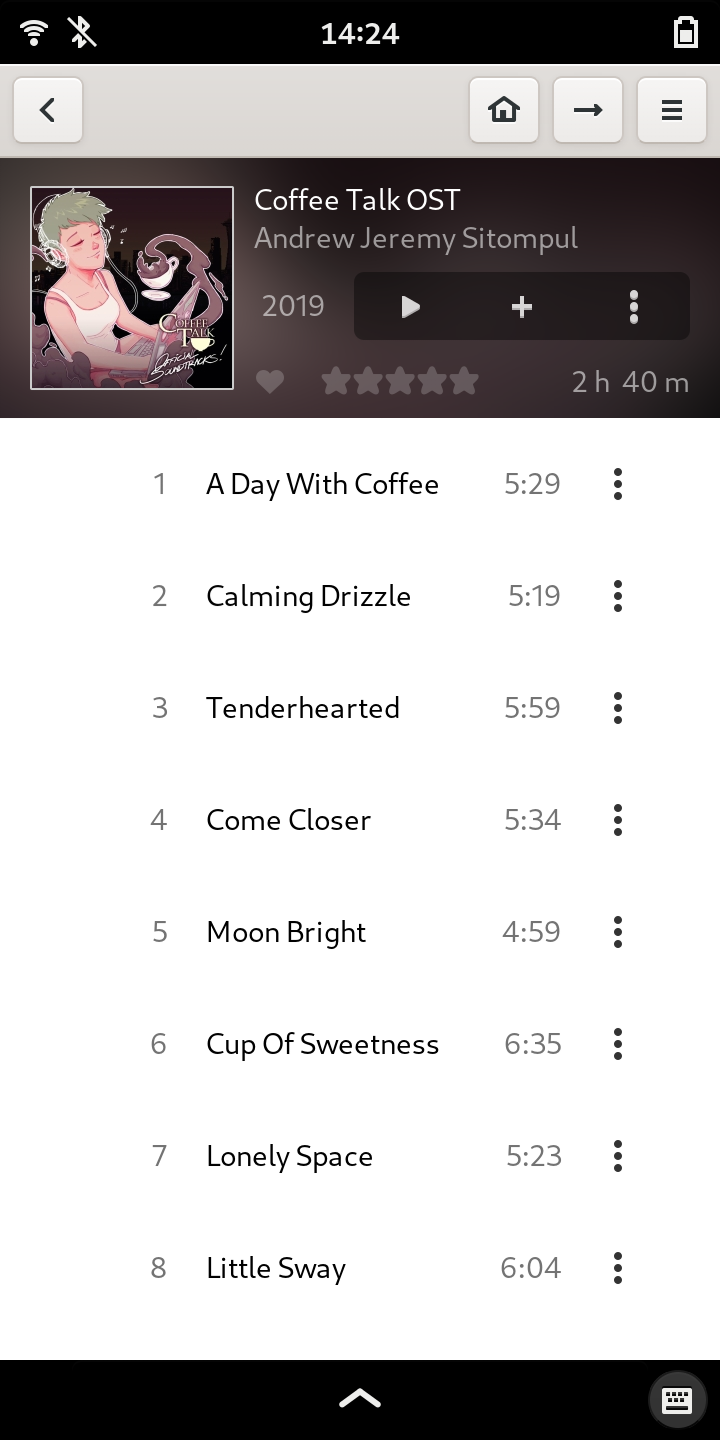 14:24
Coffee Talk OST
Andrew Jeremy Sitompul
COFFEE
TALK
OFFICIAL
SOUNDTRACKS!
2019
2 h 40 m
1 A Day With Coffee 5:29
2 Calming Drizzle 5:19
3 Tenderhearted 5:59
4 Come Closer 5:34
5 Moon Bright 4:59
6 Cup Of Sweetness 6:35
7 Lonely Space 5:23
8 Little Sway 6:04